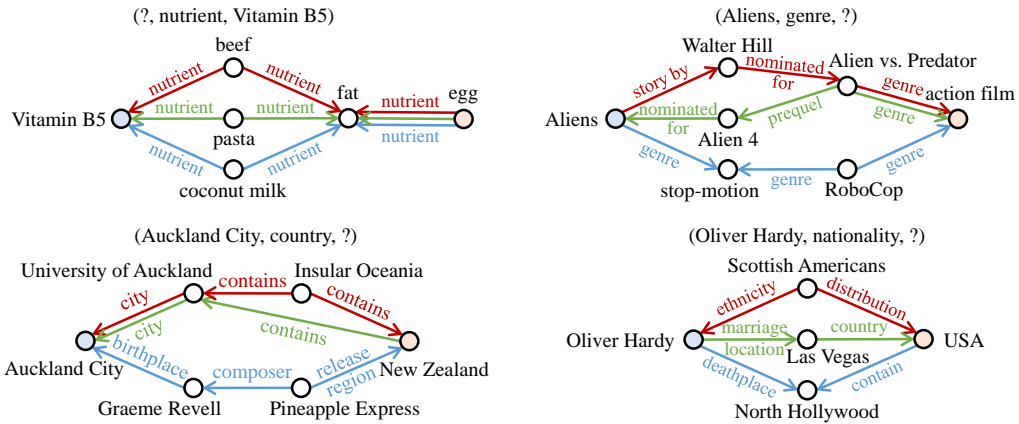 (?, nutrient, Vitamin B5)
beef
nutrient
nutrient
fat
nutrient
egg
Vitamin B5
nutrient
nutrient
pasta
nutrient
nutrient
nutrient
coconut milk
(Aliens, genre, ?)
Walter Hill
nominated
for
Alien vs. Predator
story by
genre
action film
Aliens
nominated
for
Alien 4
prequel
genre
genre
genre
genre
stop-motion
RoboCop
(Auckland City, country, ?)
University of Auckland
Insular Oceania
contains
city
contains
city
contains
Auckland City
birthplace
composer
release
region
New Zealand
Graeme Revell
Pineapple Express
(Oliver Hardy, nationality, ?)
Scottish Americans
ethnicity
distribution
Oliver Hardy
marriage
location
country
Las Vegas
USA
deathplace
contain
North Hollywood